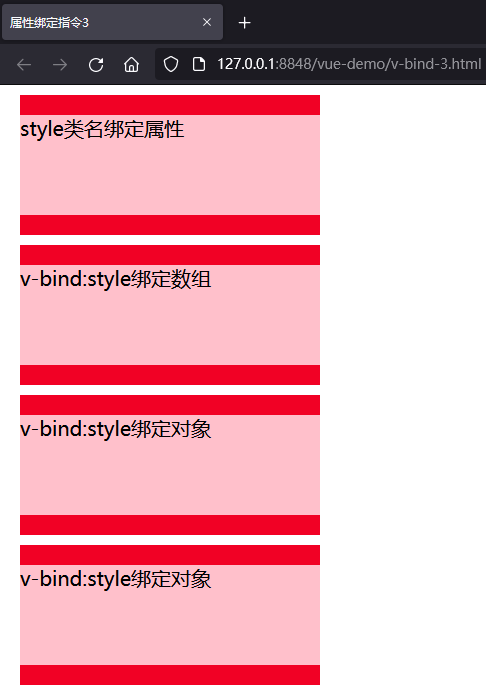 属性绑定指令3
127.0.0.1:8848/vue-demo/v-bind-3.html
style类名绑定属性
v-bind:style绑定数组
v-bind:style绑定对象
v-bind:style绑定对象